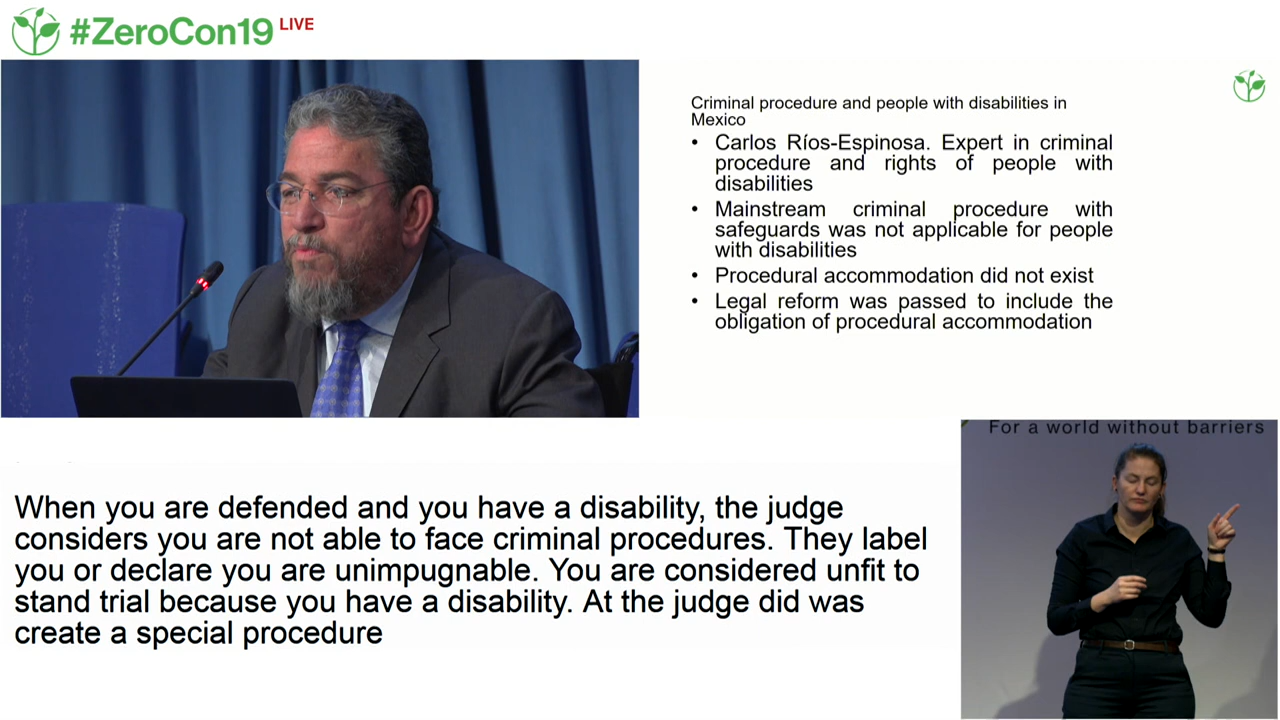 #ZeroCon19 LIVE
Criminal procedure and people with disabilities in
Mexico
• Carlos Ríos-Espinosa. Expert in criminal
procedure and rights of people with
disabilities
• Mainstream criminal procedure with
safeguards was not applicable for people
with disabilities
• Procedural accommodation did not exist
• Legal reform was passed to include the
obligation of procedural accommodation
For a world without barriers
When you are defended and you have a disability, the judge
considers you are not able to face criminal procedures. They label
you or declare you are unimpugnable. You are considered unfit to
stand trial because you have a disability. At the judge did was
create a special procedure